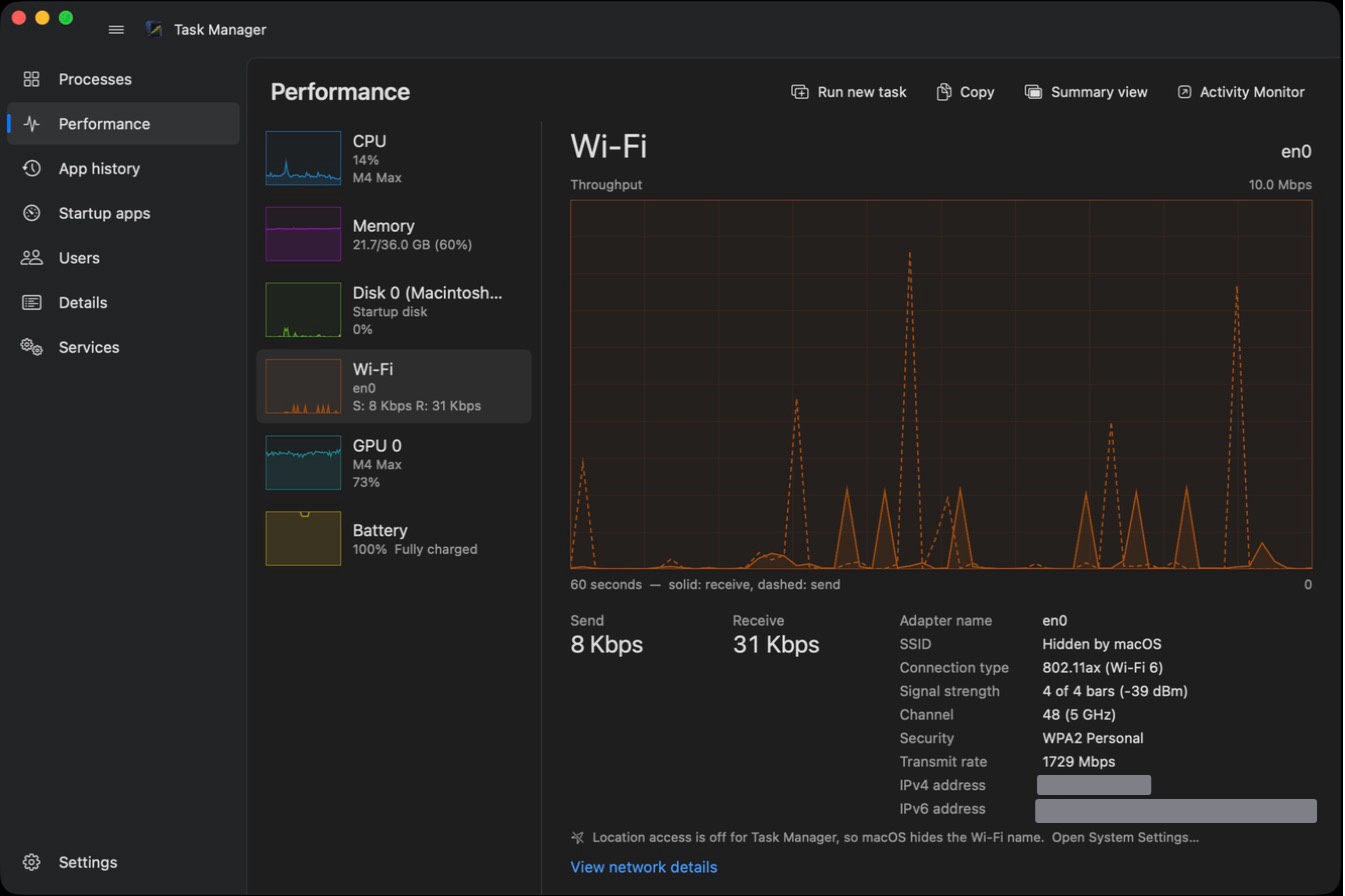 Task Manager
Processes
Performance
App history
Startup apps
Users
Details
Services
Settings
Performance
Run new task
Copy
Summary view
Activity Monitor
CPU
14%
M4 Max
Memory
21.7/36.0 GB (60%)
Disk 0 (Macintosh...
Startup disk
0%
Wi-Fi
en0
S: 8 Kbps R: 31 Kbps
GPU 0
M4 Max
73%
Battery
100% Fully charged
Wi-Fi
en0
Throughput
10.0 Mbps
60 seconds — solid: receive, dashed: send
0
Send
8 Kbps
Receive
31 Kbps
Adapter name en0
SSID Hidden by macOS
Connection type 802.11ax (Wi-Fi 6)
Signal strength 4 of 4 bars (-39 dBm)
Channel 48 (5 GHz)
Security WPA2 Personal
Transmit rate 1729 Mbps
IPv4 address
IPv6 address
Location access is off for Task Manager, so macOS hides the Wi-Fi name. Open System Settings...
View network details